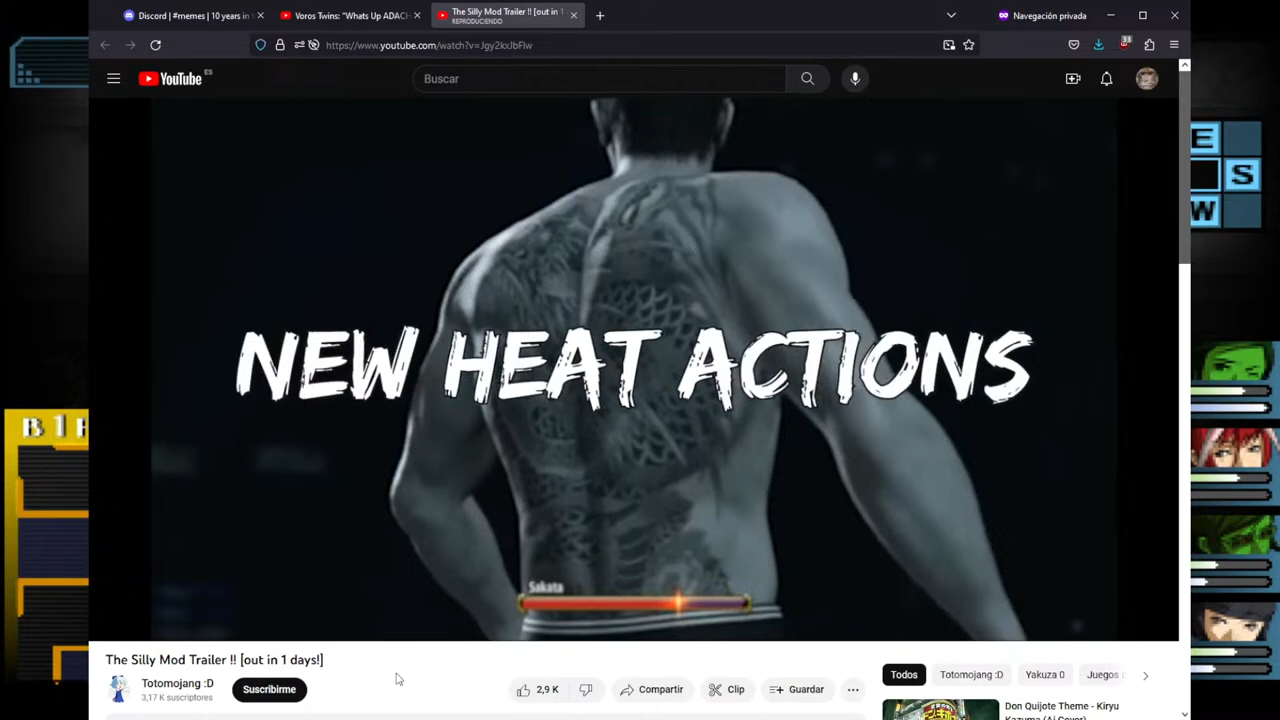 Discord | #memes | 10 years in
Voros Twins: "Whats Up ADACH
The Silly Mod Trailer !! [out in 1
REPRODUCIENDO
Navegación privada
https://www.youtube.com/watch?v=Jgy2kxJbFlw
33
YouTube ES
Buscar
NEW HEAT ACTIONS
Sakata
E
S
W
The Silly Mod Trailer !! [out in 1 days!]
Totomojang :D
3,17 K suscriptores
Suscribirme
2,9 K
Compartir
Clip
Guardar
Todos
Totomojang :D
Yakuza 0
Juegos
Don Quijote Theme - Kiryu
Kazuma (Ai Cover)